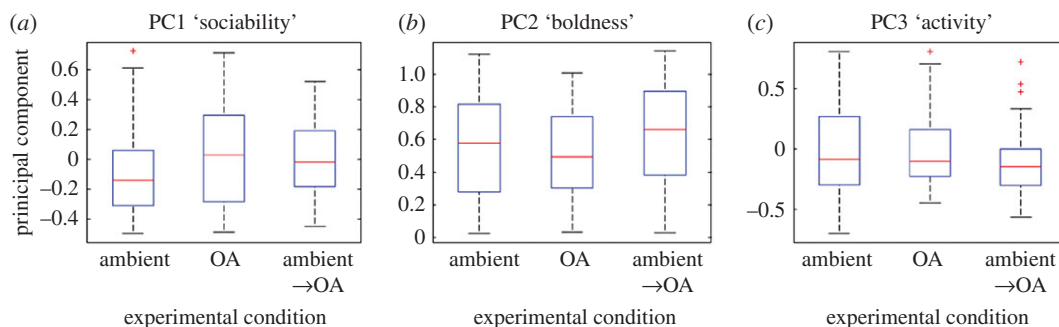 (a) PC1 ‘sociability’
prinicipal component
0.6
0.4
0.2
0
−0.2
−0.4
ambient OA ambient
→OA
experimental condition
(b) PC2 ‘boldness’
1.0
0.8
0.6
0.4
0.2
0
ambient OA ambient
→OA
experimental condition
(c) PC3 ‘activity’
0.5
0
−0.5
ambient OA ambient
→OA
experimental condition